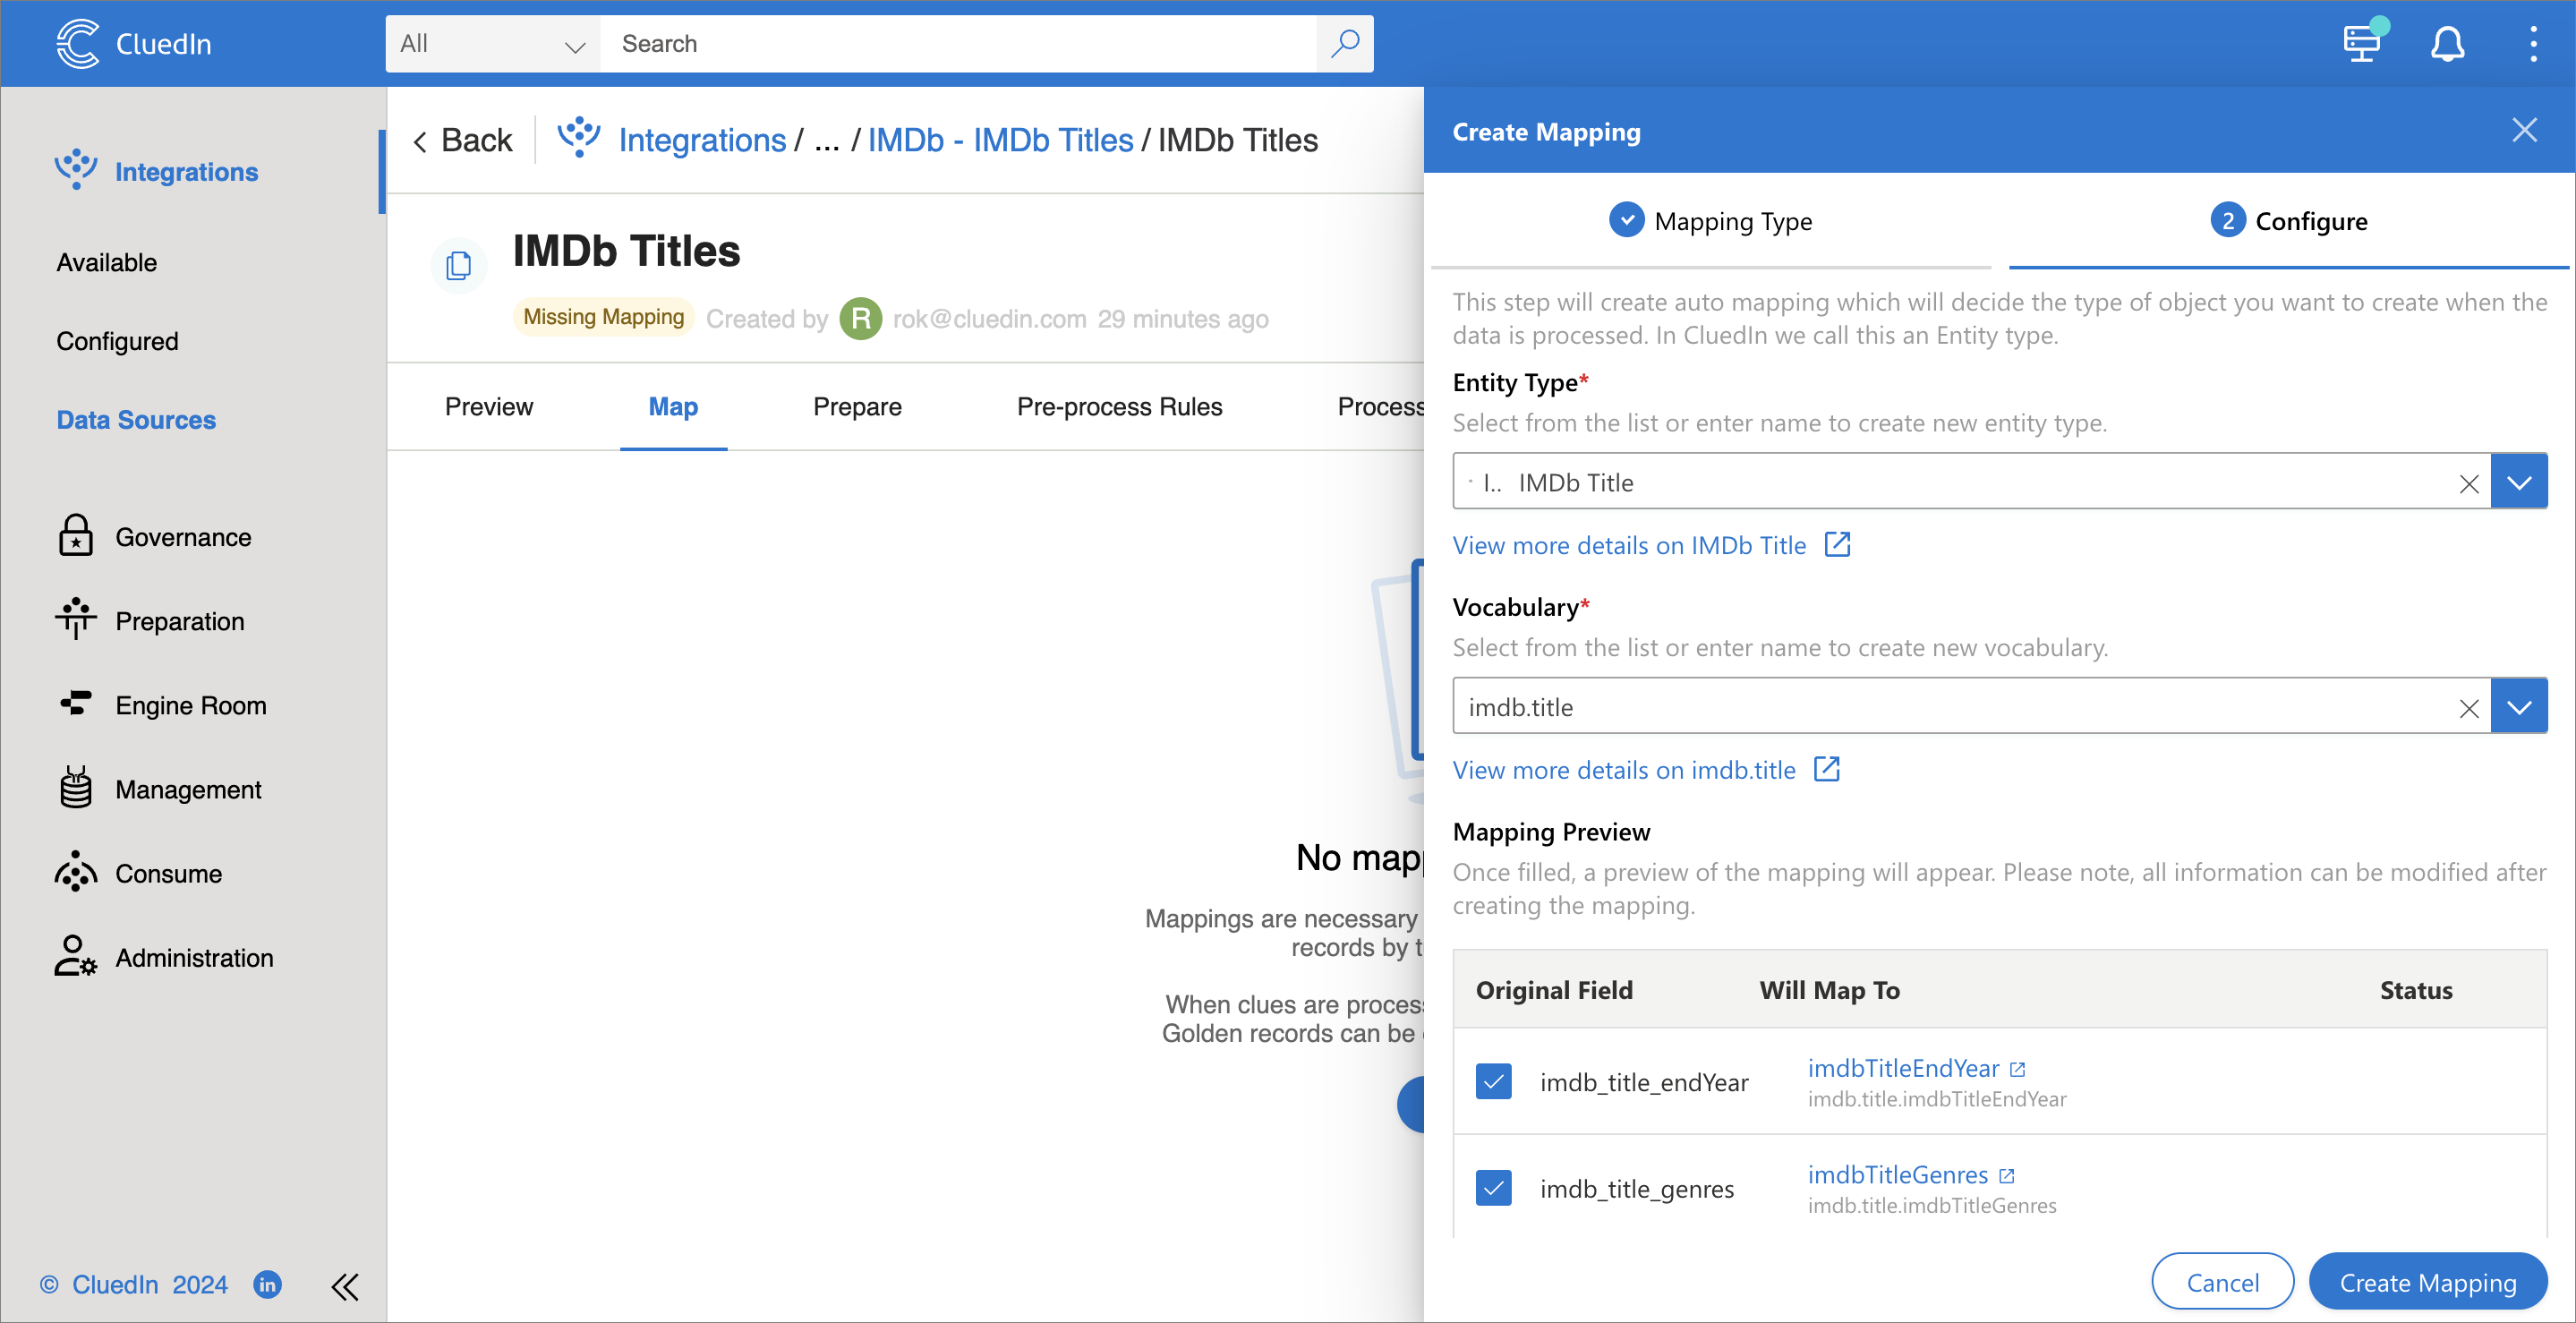 CluedIn
All
Search
Integrations
Available
Configured
Data Sources
Governance
Preparation
Engine Room
Management
Consume
Administration
© CluedIn 2024 in
Back
Integrations / ... / IMDb - IMDb Titles / IMDb Titles
IMDb Titles
Missing Mapping Created by R rok@cluedin.com 29 minutes ago
Preview Map Prepare Pre-process Rules Process
No map
Mappings are necessary
records by t
When clues are proces
Golden records can be
Create Mapping
Mapping Type
2 Configure
This step will create auto mapping which will decide the type of object you want to create when the
data is processed. In CluedIn we call this an Entity type.
Entity Type*
Select from the list or enter name to create new entity type.
I.. IMDb Title
View more details on IMDb Title
Vocabulary*
Select from the list or enter name to create new vocabulary.
imdb.title
View more details on imdb.title
Mapping Preview
Once filled, a preview of the mapping will appear. Please note, all information can be modified after
creating the mapping.
Original Field Will Map To Status
imdb_title_endYear imdbTitleEndYear
imdb.title.imdbTitleEndYear
imdb_title_genres imdbTitleGenres
imdb.title.imdbTitleGenres
Cancel Create Mapping